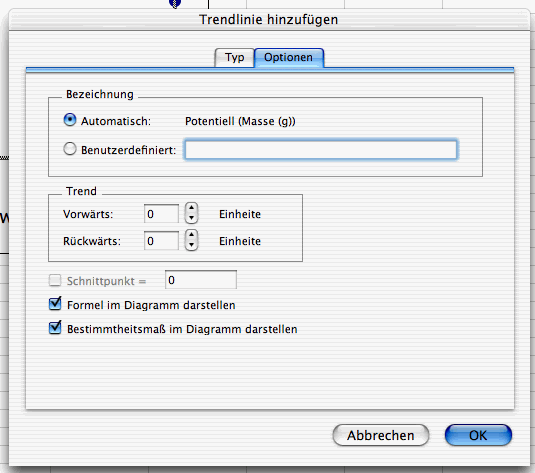 Trendlinie hinzufügen
Typ Optionen
Bezeichnung
Automatisch: Potentiell (Masse (g))
Benutzerdefiniert:
Trend
Vorwärts: 0 Einheite
Rückwärts: 0 Einheite
Schnittpunkt = 0
Formel im Diagramm darstellen
Bestimmtheitsmaß im Diagramm darstellen
Abbrechen OK